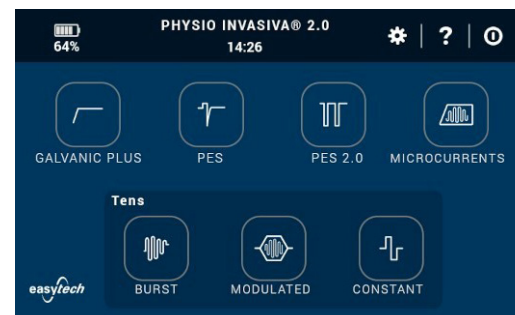 PHYSIO INVASIVA® 2.0
64%
14:26
?
GALVANIC PLUS
PES
PES 2.0
MICROCURRENTS
Tens
BURST
MODULATED
CONSTANT
easytech